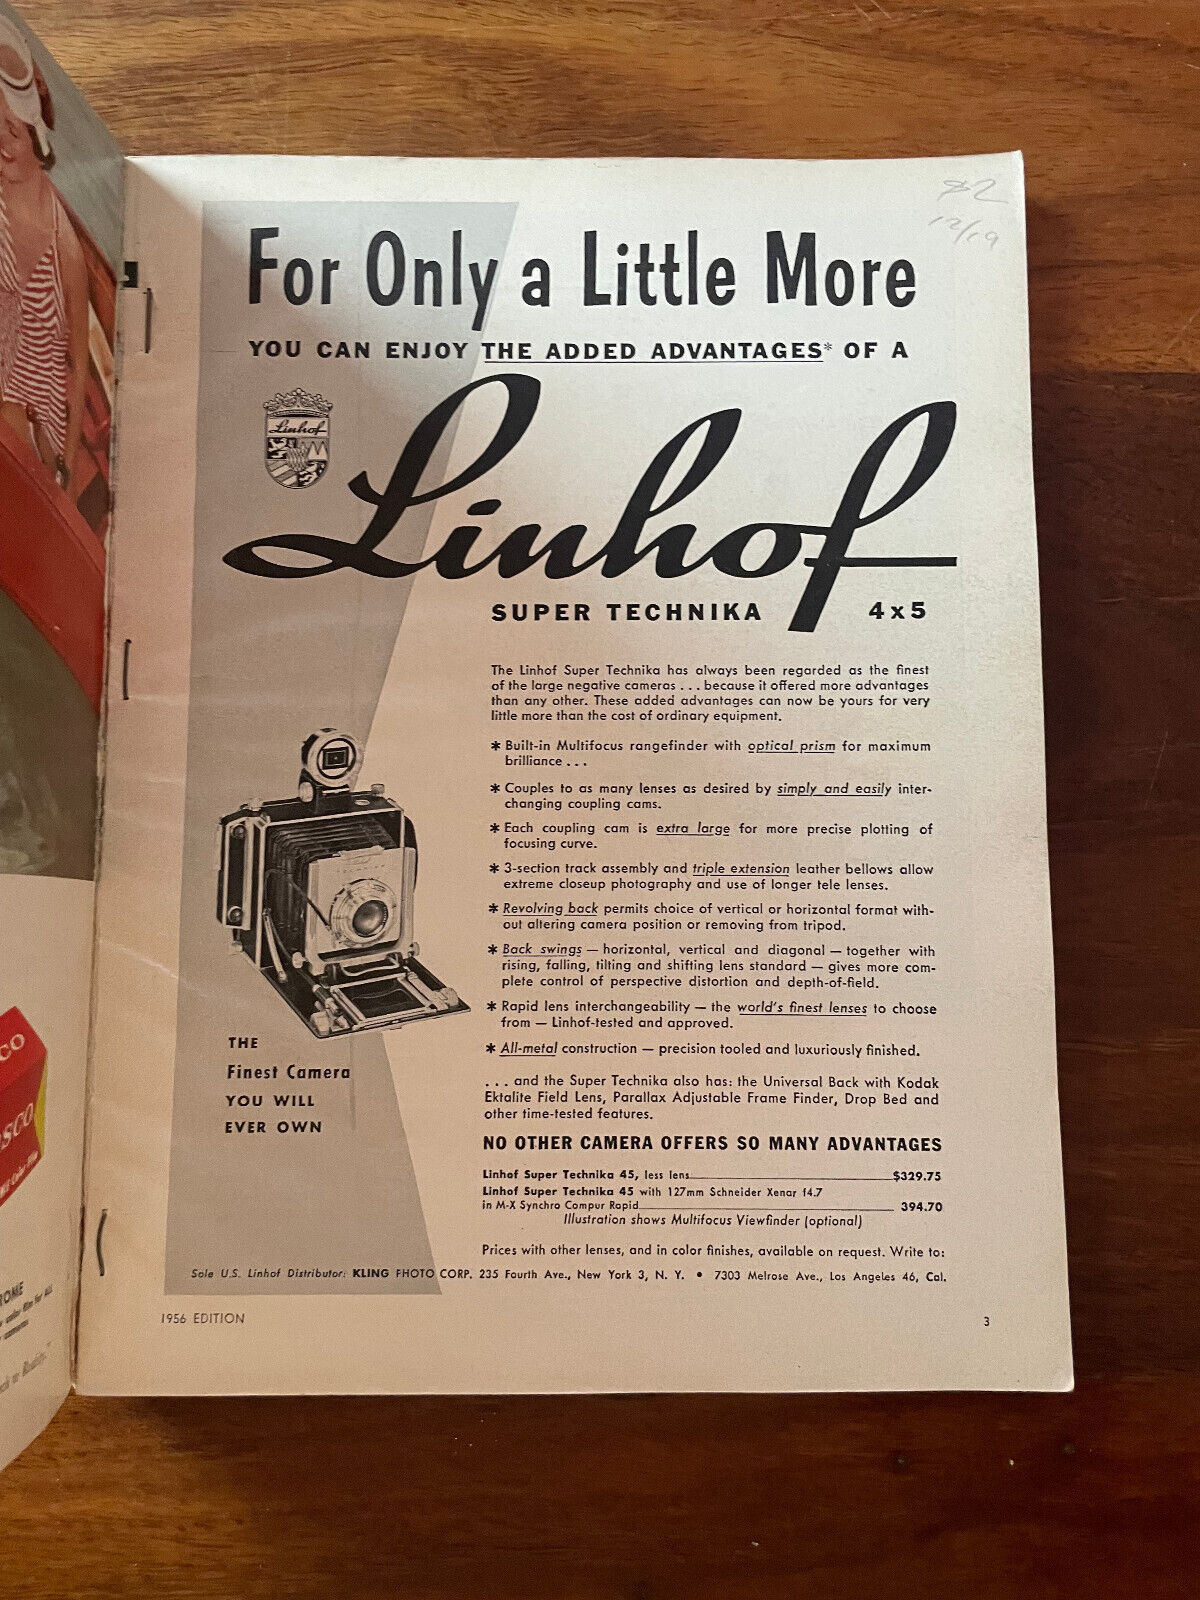 $2
12/19
For Only a Little More
YOU CAN ENJOY THE ADDED ADVANTAGES* OF A
Linhof
Linhof
SUPER TECHNIKA 4x5
The Linhof Super Technika has always been regarded as the finest
of the large negative cameras . . . because it offered more advantages
than any other. These added advantages can now be yours for very
little more than the cost of ordinary equipment.
* Built-in Multifocus rangefinder with optical prism for maximum
brilliance . . .
* Couples to as many lenses as desired by simply and easily inter-
changing coupling cams.
* Each coupling cam is extra large for more precise plotting of
focusing curve.
* 3-section track assembly and triple extension leather bellows allow
extreme closeup photography and use of longer tele lenses.
* Revolving back permits choice of vertical or horizontal format with-
out altering camera position or removing from tripod.
* Back swings — horizontal, vertical and diagonal — together with
rising, falling, tilting and shifting lens standard — gives more com-
plete control of perspective distortion and depth-of-field.
* Rapid lens interchangeability — the world's finest lenses to choose
from — Linhof-tested and approved.
* All-metal construction — precision tooled and luxuriously finished.
. . . and the Super Technika also has: the Universal Back with Kodak
Ektalite Field Lens, Parallax Adjustable Frame Finder, Drop Bed and
other time-tested features.
THE
Finest Camera
YOU WILL
EVER OWN
NO OTHER CAMERA OFFERS SO MANY ADVANTAGES
Linhof Super Technika 45, less lens $329.75
Linhof Super Technika 45 with 127mm Schneider Xenar f4.7
in M-X Synchro Compur Rapid 394.70
Illustration shows Multifocus Viewfinder (optional)
Prices with other lenses, and in color finishes, available on request. Write to:
Sole U.S. Linhof Distributor: KLING PHOTO CORP. 235 Fourth Ave., New York 3, N. Y. • 7303 Melrose Ave., Los Angeles 46, Cal.
1956 EDITION
3